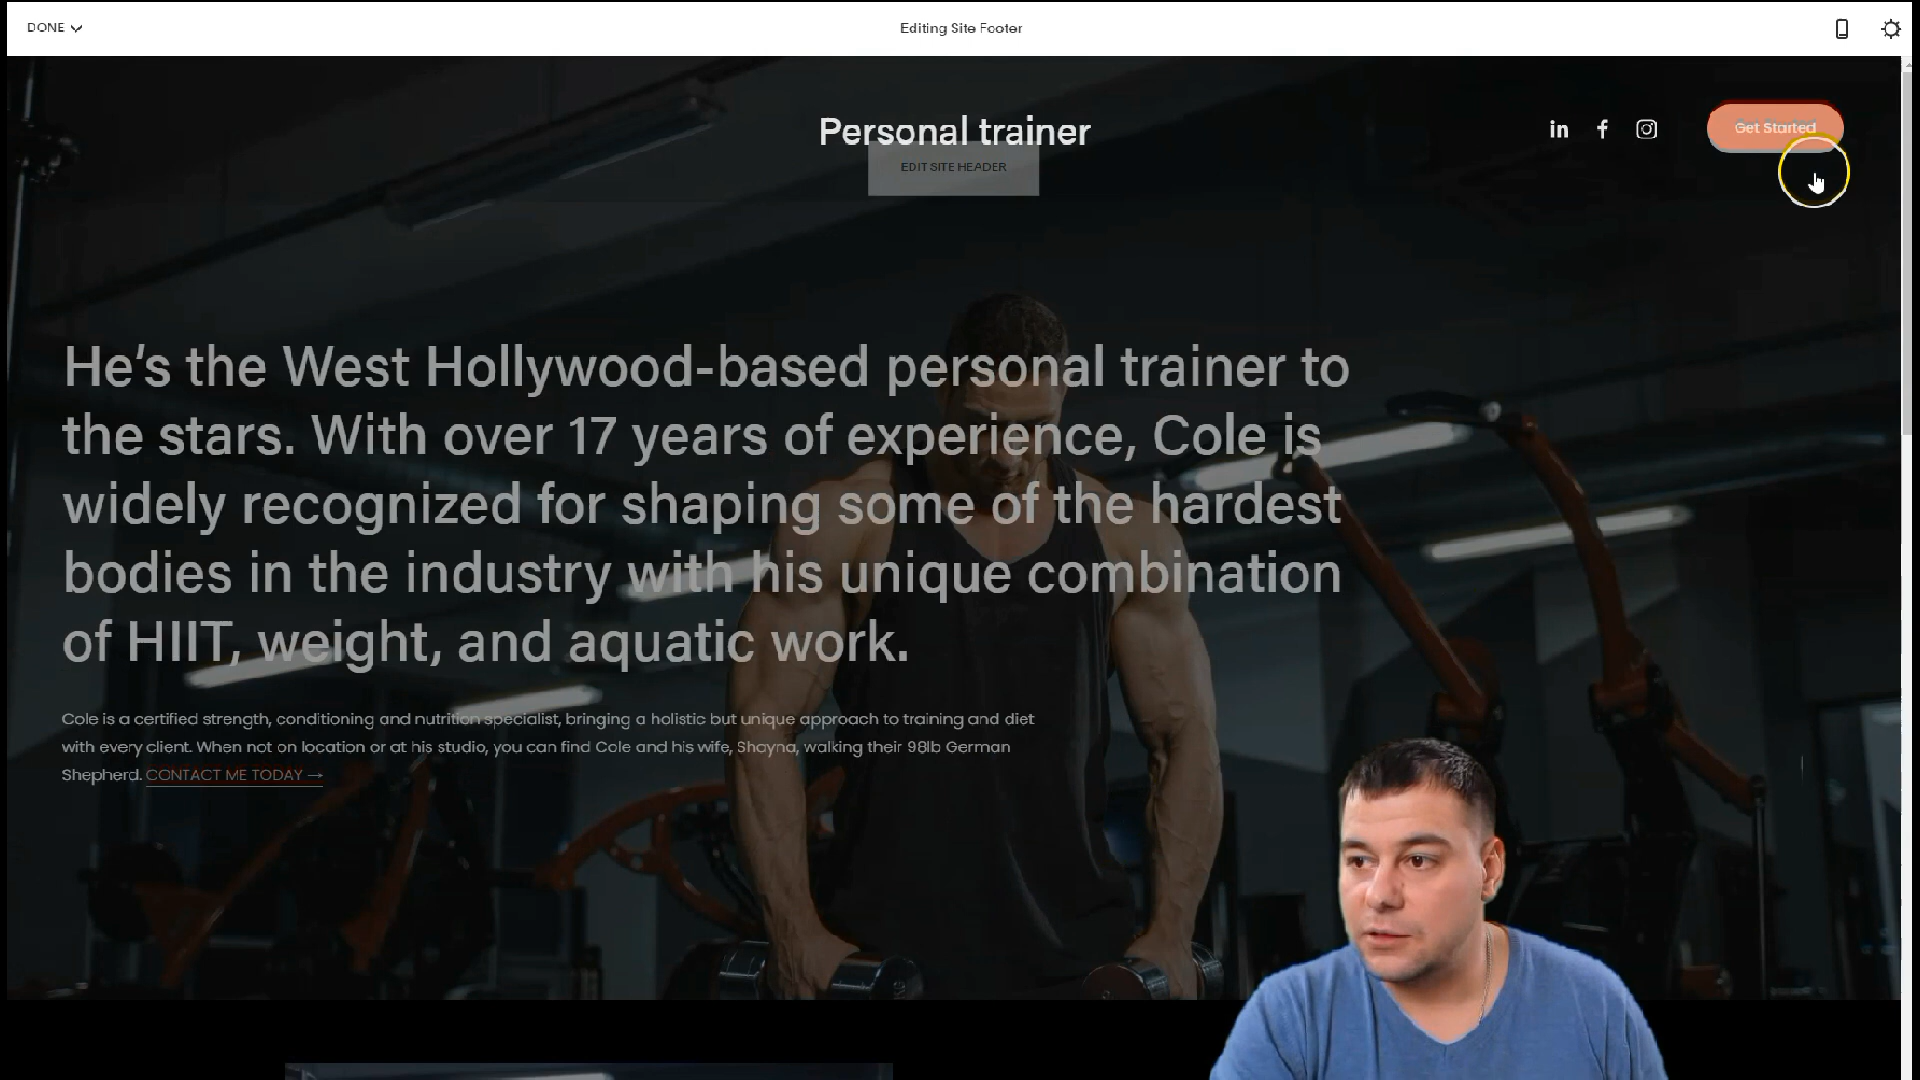 DONE
Editing Site Footer
Personal trainer
Get Started
EDIT SITE HEADER
He's the West Hollywood-based personal trainer to
the stars. With over 17 years of experience, Cole is
widely recognized for shaping some of the hardest
bodies in the industry with his unique combination
of HIIT, weight, and aquatic work.
Cole is a certified strength, conditioning and nutrition specialist, bringing a holistic but unique approach to training and diet
with every client. When not on location or at his studio, you can find Cole and his wife, Shayna, walking their 98lb German
Shepherd. CONTACT ME TODAY →